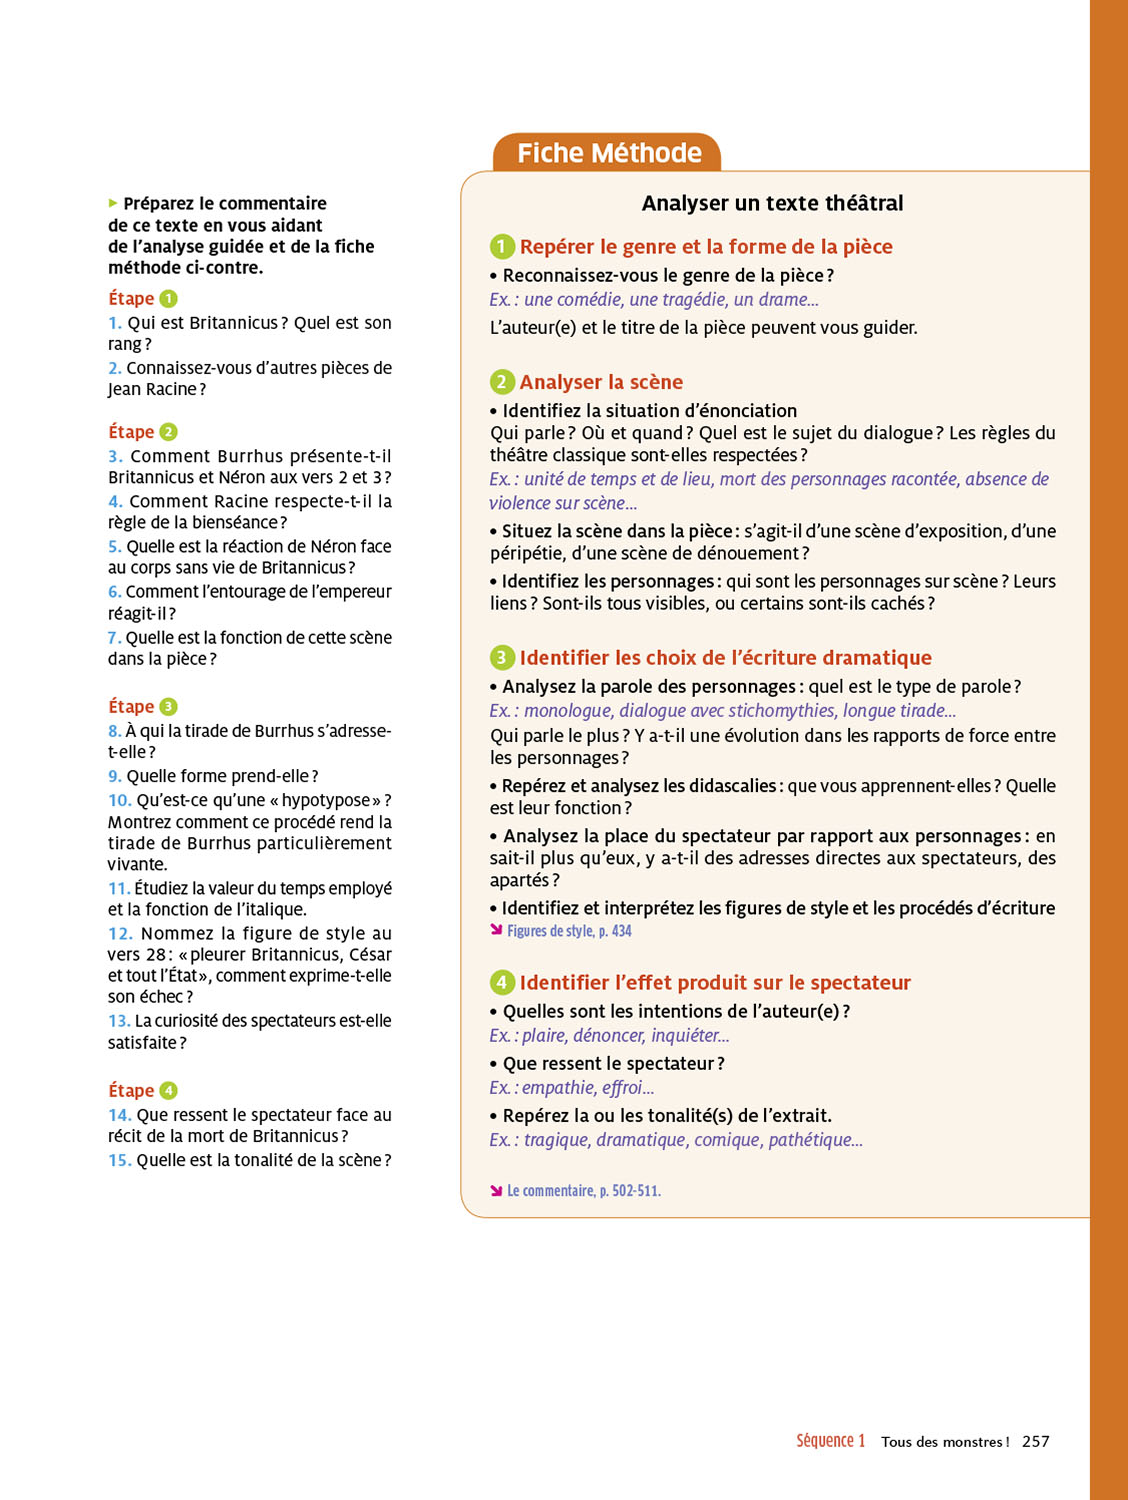 ▸ Préparez le commentaire
de ce texte en vous aidant
de l’analyse guidée et de la fiche
méthode ci-contre.
Étape 1
1. Qui est Britannicus ? Quel est son
rang ?
2. Connaissez-vous d’autres pièces de
Jean Racine ?
Étape 2
3. Comment Burrhus présente-t-il
Britannicus et Néron aux vers 2 et 3 ?
4. Comment Racine respecte-t-il la
règle de la bienséance ?
5. Quelle est la réaction de Néron face
au corps sans vie de Britannicus ?
6. Comment l’entourage de l’empereur
réagit-il ?
7. Quelle est la fonction de cette scène
dans la pièce ?
Étape 3
8. À qui la tirade de Burrhus s’adresse-
t-elle ?
9. Quelle forme prend-elle ?
10. Qu’est-ce qu’une « hypotypose » ?
Montrez comment ce procédé rend la
tirade de Burrhus particulièrement
vivante.
11. Étudiez la valeur du temps employé
et la fonction de l’italique.
12. Nommez la figure de style au
vers 28 : « pleurer Britannicus, César
et tout l’État », comment exprime-t-elle
son échec ?
13. La curiosité des spectateurs est-elle
satisfaite ?
Étape 4
14. Que ressent le spectateur face au
récit de la mort de Britannicus ?
15. Quelle est la tonalité de la scène ?
Fiche Méthode
Analyser un texte théâtral
1 Repérer le genre et la forme de la pièce
• Reconnaissez-vous le genre de la pièce ?
Ex. : une comédie, une tragédie, un drame…
L’auteur(e) et le titre de la pièce peuvent vous guider.
2 Analyser la scène
• Identifiez la situation d’énonciation
Qui parle ? Où et quand ? Quel est le sujet du dialogue ? Les règles du
théâtre classique sont-elles respectées ?
Ex. : unité de temps et de lieu, mort des personnages racontée, absence de
violence sur scène…
• Situez la scène dans la pièce : s’agit-il d’une scène d’exposition, d’une
péripétie, d’une scène de dénouement ?
• Identifiez les personnages : qui sont les personnages sur scène ? Leurs
liens ? Sont-ils tous visibles, ou certains sont-ils cachés ?
3 Identifier les choix de l’écriture dramatique
• Analysez la parole des personnages : quel est le type de parole ?
Ex. : monologue, dialogue avec stichomythies, longue tirade…
Qui parle le plus ? Y a-t-il une évolution dans les rapports de force entre
les personnages ?
• Repérez et analysez les didascalies : que vous apprennent-elles ? Quelle
est leur fonction ?
• Analysez la place du spectateur par rapport aux personnages : en
sait-il plus qu’eux, y a-t-il des adresses directes aux spectateurs, des
apartés ?
• Identifiez et interprétez les figures de style et les procédés d’écriture
➘ Figures de style, p. 434
4 Identifier l’effet produit sur le spectateur
• Quelles sont les intentions de l’auteur(e) ?
Ex. : plaire, dénoncer, inquiéter…
• Que ressent le spectateur ?
Ex. : empathie, effroi…
• Repérez la ou les tonalité(s) de l’extrait.
Ex. : tragique, dramatique, comique, pathétique…
➘ Le commentaire, p. 502-511.
Séquence 1 Tous des monstres ! 257